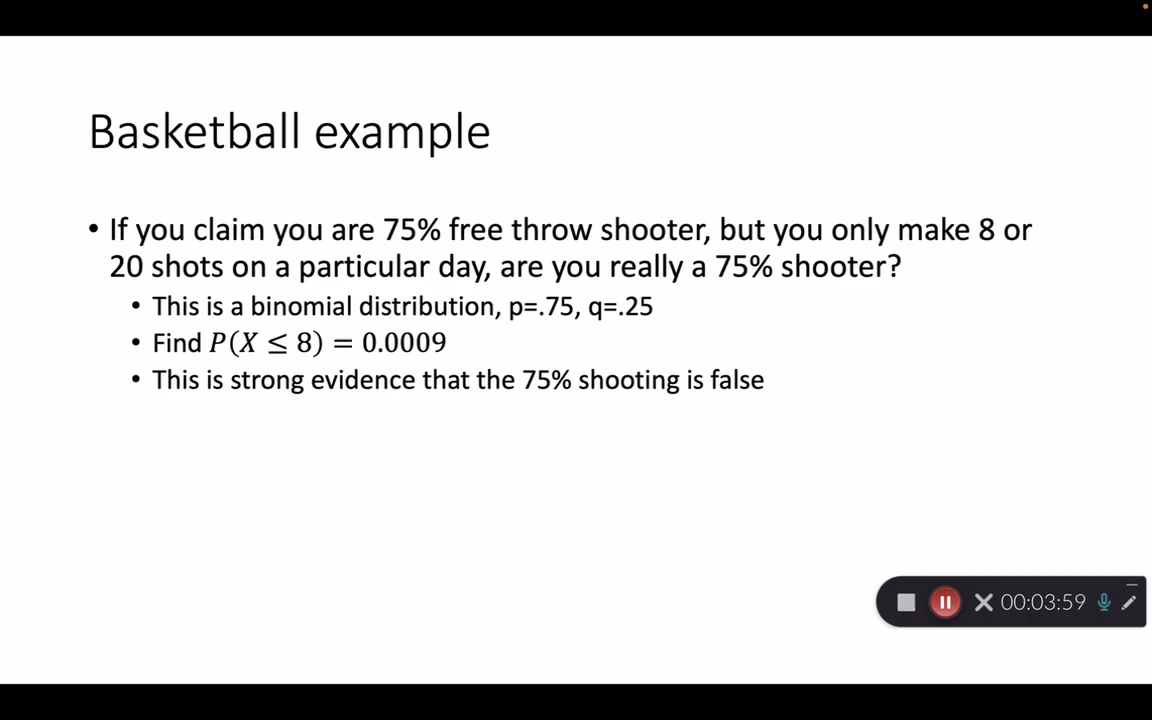 Basketball example
• If you claim you are 75% free throw shooter, but you only make 8 or
20 shots on a particular day, are you really a 75% shooter?
• This is a binomial distribution, p=.75, q=.25
• Find P(X ≤ 8) = 0.0009
• This is strong evidence that the 75% shooting is false
00:03:59